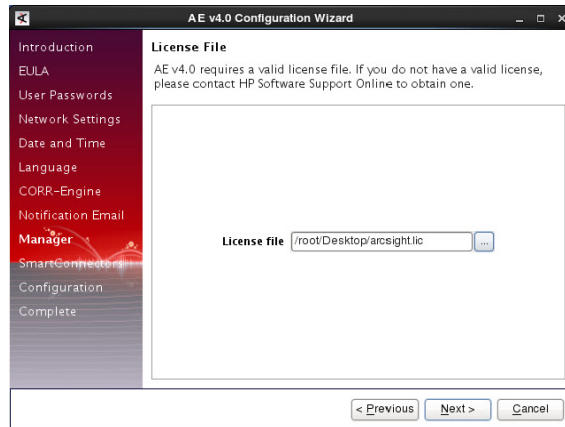 AE v4.0 Configuration Wizard
Introduction
EULA
User Passwords
Network Settings
Date and Time
Language
CORR-Engine
Notification Email
Manager
SmartConnectors
Configuration
Complete
License File
AE v4.0 requires a valid license file. If you do not have a valid license,
please contact HP Software Support Online to obtain one.
License file /root/Desktop/arcsight.lic ...
< Previous Next > Cancel